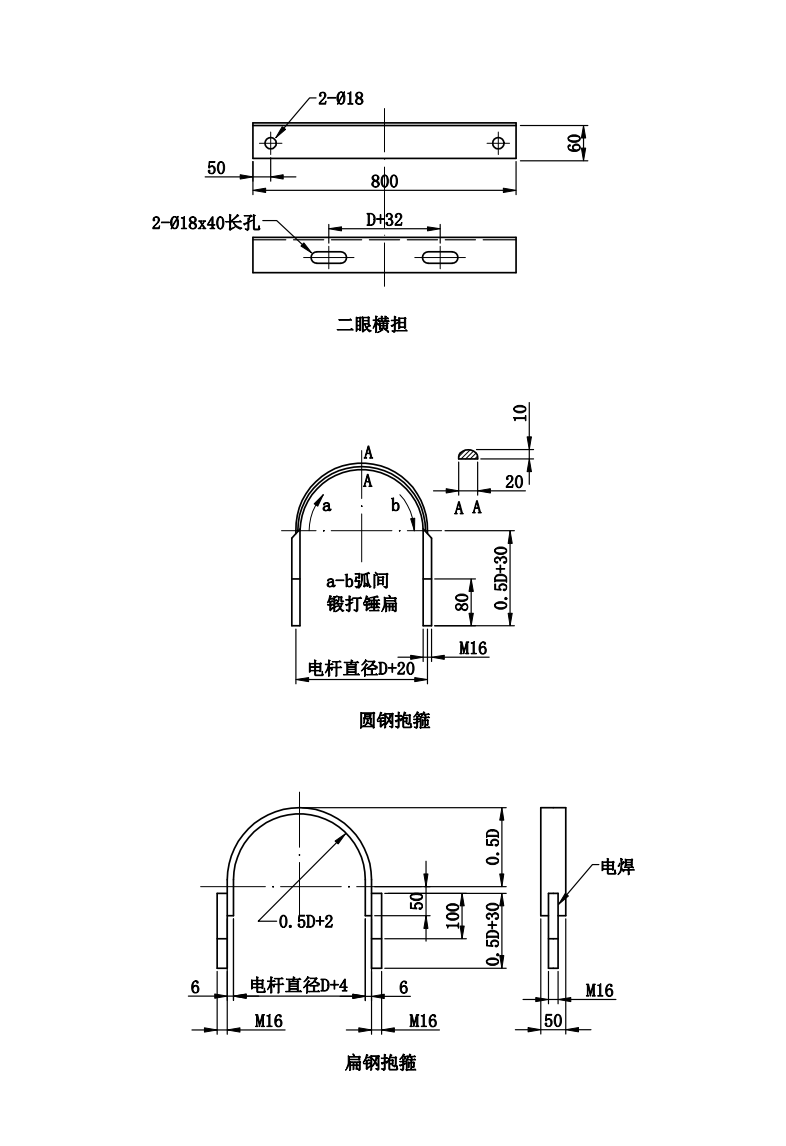 2-Ø18
60
50
800
2-Ø18x40长孔
D+32
二眼横担
10
A
A
20
a
b
A A
a-b弧间
锻打锤扁
80
0.5D+30
M16
电杆直径D+20
圆钢抱箍
0.5D
电焊
50
100
0.5D+30
0.5D+2
6
电杆直径D+4
6
M16
M16
M16
50
扁钢抱箍